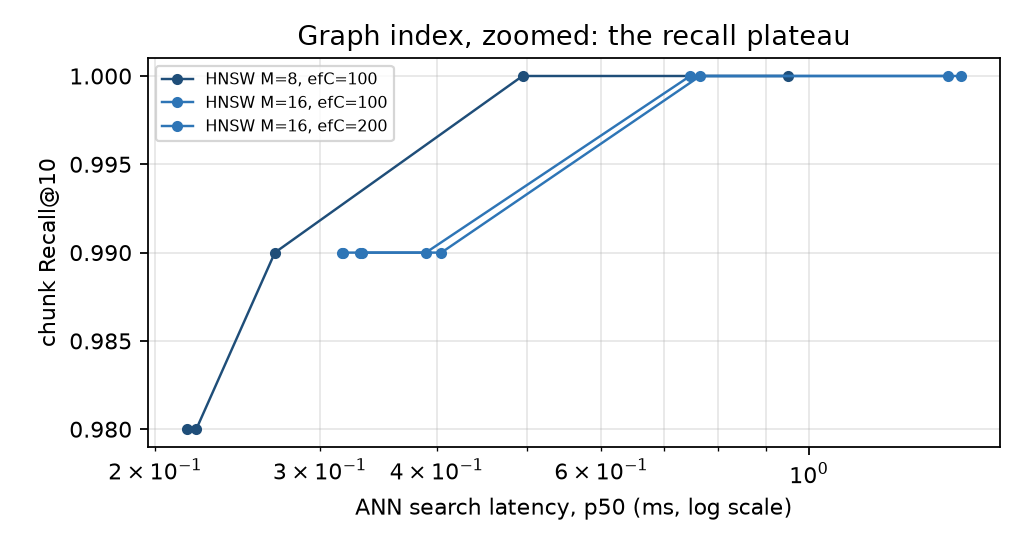 Graph index, zoomed: the recall plateau
HNSW M=8, efC=100
HNSW M=16, efC=100
HNSW M=16, efC=200
chunk Recall@10
1.000
0.995
0.990
0.985
0.980
2 × 10⁻¹ 3 × 10⁻¹ 4 × 10⁻¹ 6 × 10⁻¹ 10⁰
ANN search latency, p50 (ms, log scale)